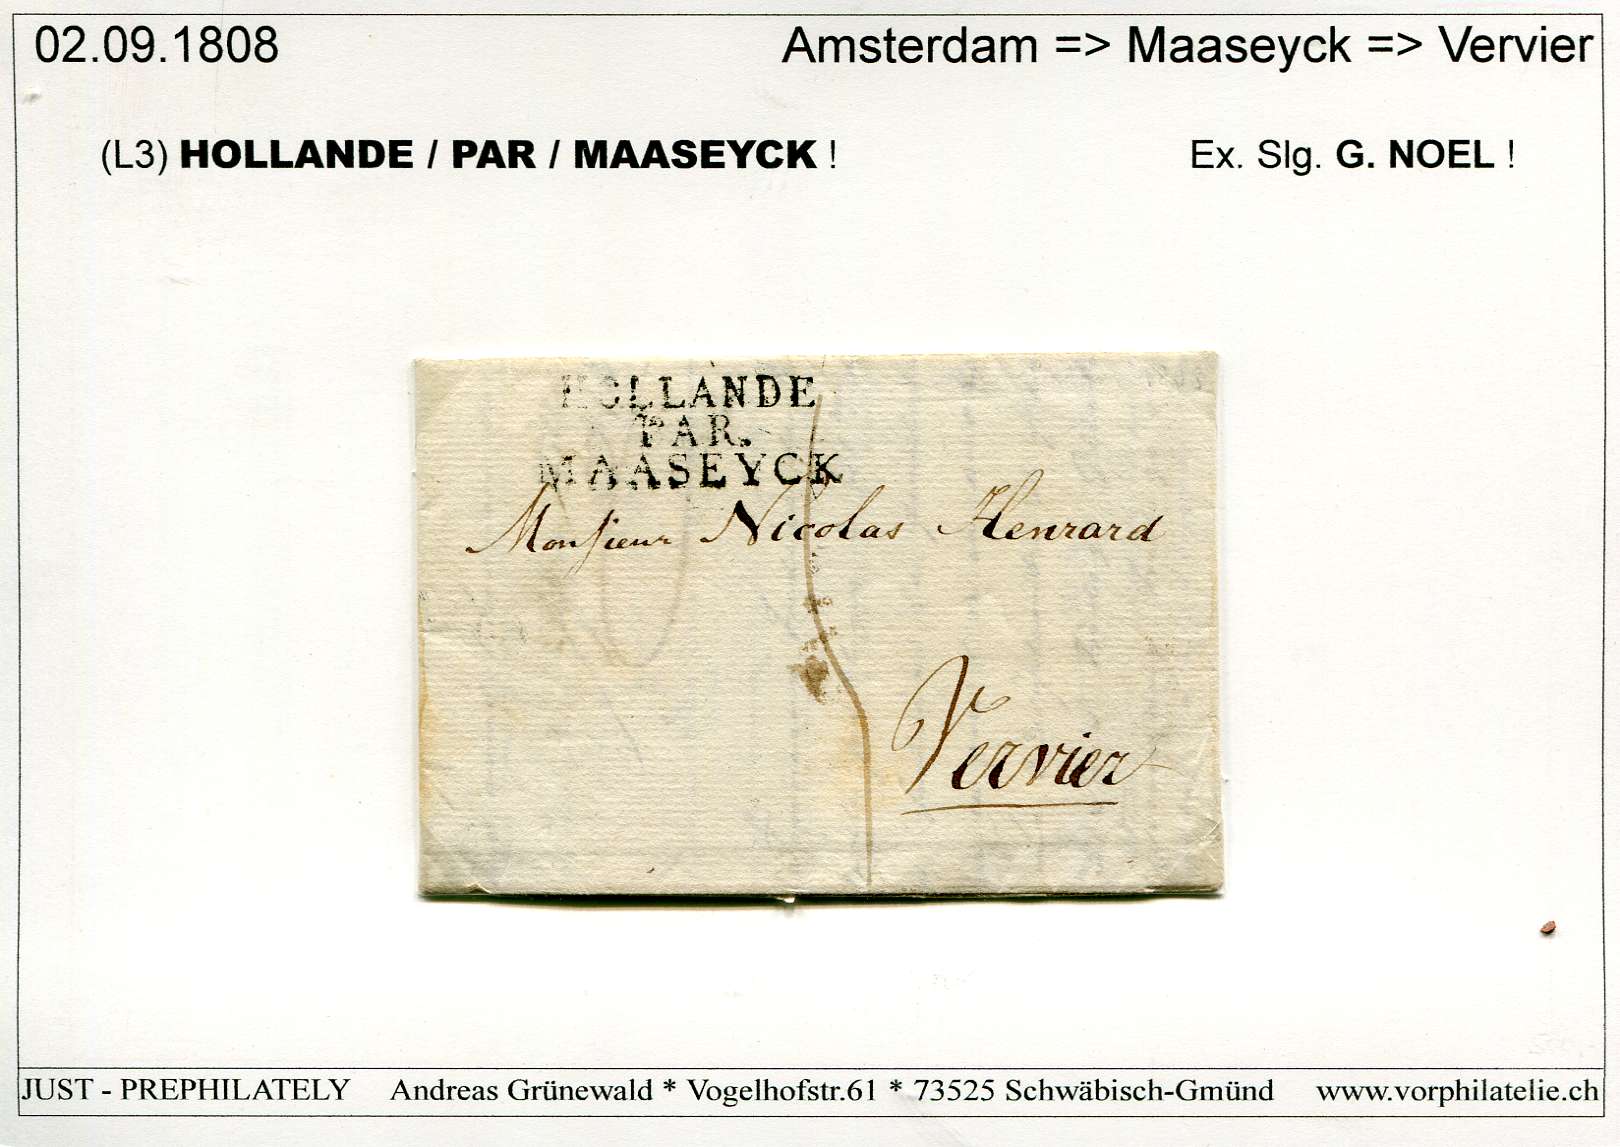 02.09.1808 Amsterdam => Maaseyck => Vervier
(L3) HOLLANDE / PAR / MAASEYCK ! Ex. Slg. G. NOEL !
HOLLANDE
PAR.
MAASEYCK
Monsieur Nicolas Henrard
Vervier
JUST - PREPHILATELY Andreas Grünewald * Vogelhofstr.61 * 73525 Schwäbisch-Gmünd www.vorphilatelie.ch